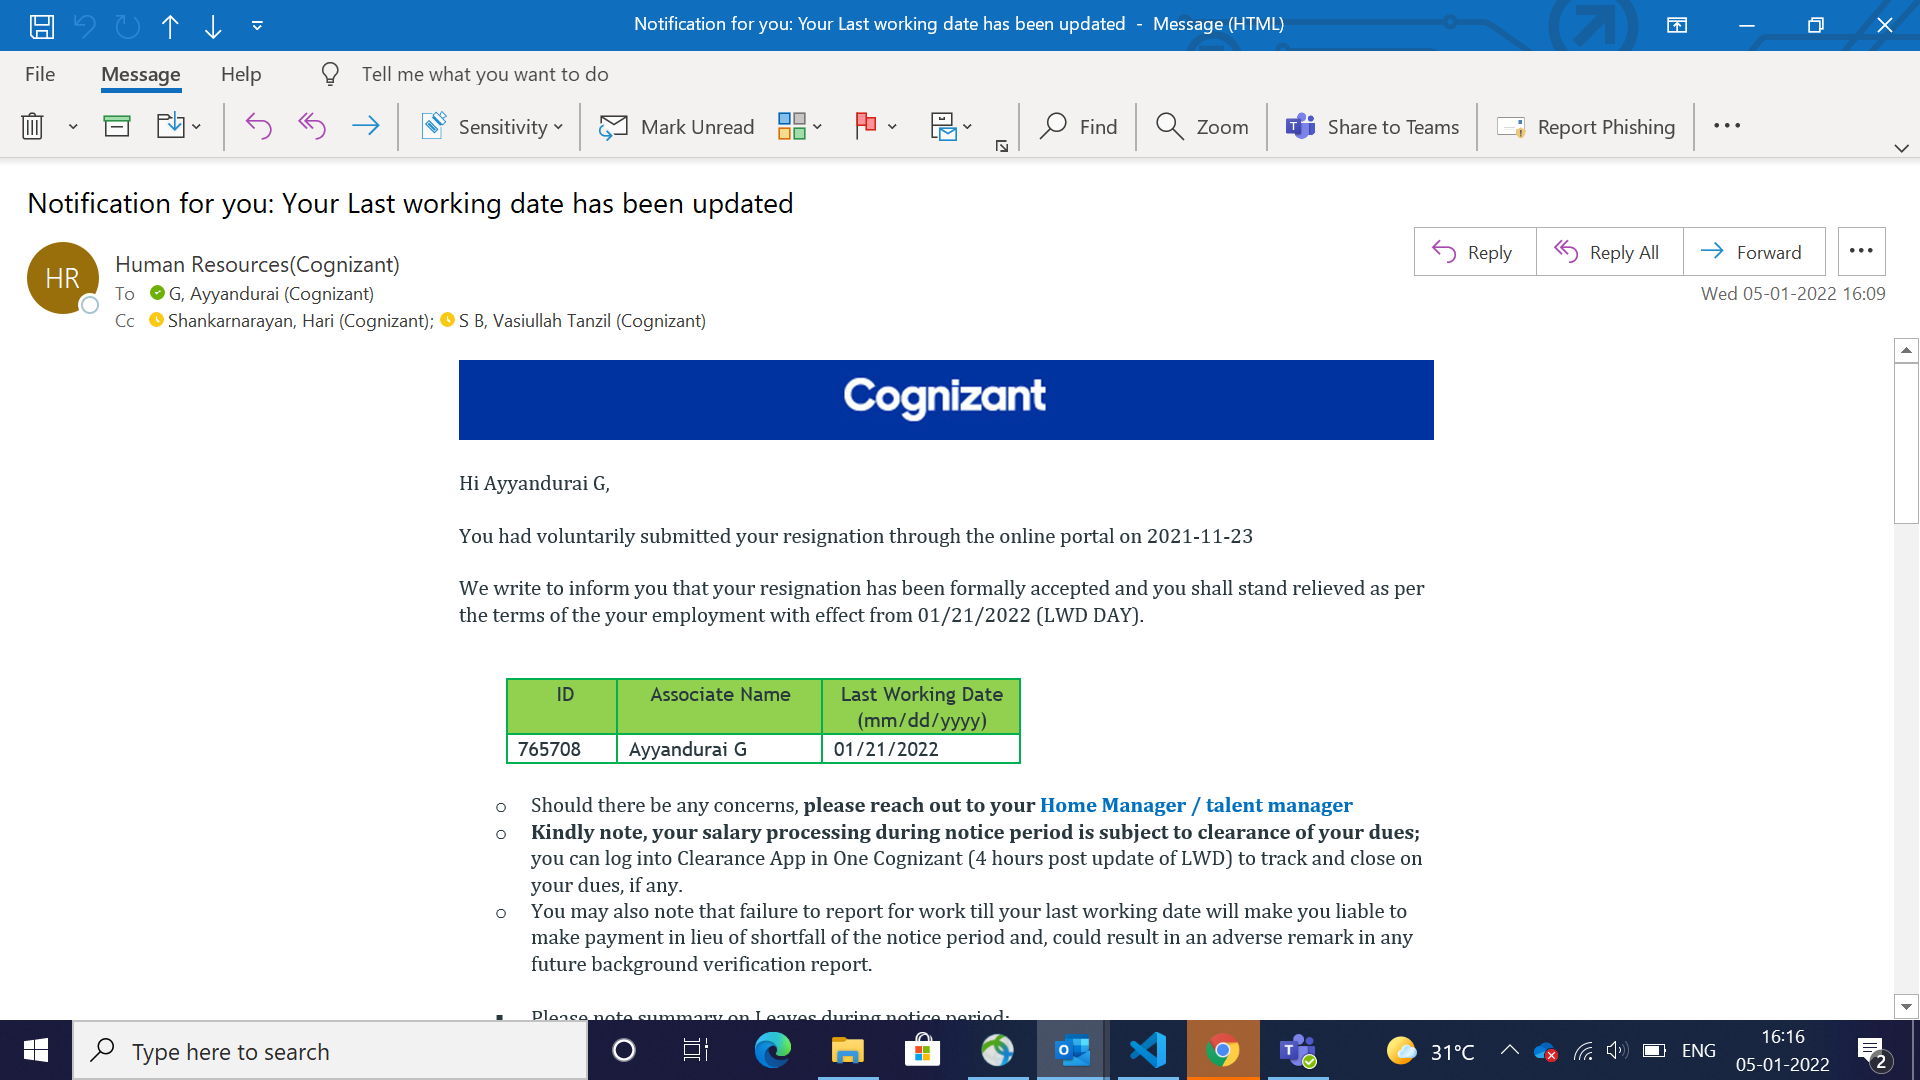 Notification for you: Your Last working date has been updated - Message (HTML)
File Message Help Tell me what you want to do
Sensitivity Mark Unread Find Zoom Share to Teams Report Phishing
Notification for you: Your Last working date has been updated
HR
Human Resources(Cognizant)
To G, Ayyandurai (Cognizant)
Cc Shankarnarayan, Hari (Cognizant); S B, Vasiullah Tanzil (Cognizant)
Reply Reply All Forward
Wed 05-01-2022 16:09
Cognizant
Hi Ayyandurai G,
You had voluntarily submitted your resignation through the online portal on 2021-11-23
We write to inform you that your resignation has been formally accepted and you shall stand relieved as per
the terms of the your employment with effect from 01/21/2022 (LWD DAY).
ID Associate Name Last Working Date
(mm/dd/yyyy)
765708 Ayyandurai G 01/21/2022
o Should there be any concerns, please reach out to your Home Manager / talent manager
o Kindly note, your salary processing during notice period is subject to clearance of your dues;
you can log into Clearance App in One Cognizant (4 hours post update of LWD) to track and close on
your dues, if any.
o You may also note that failure to report for work till your last working date will make you liable to
make payment in lieu of shortfall of the notice period and, could result in an adverse remark in any
future background verification report.
▪ Please note summary on Leaves during notice period:
Type here to search
31°C
ENG
16:16
05-01-2022
2